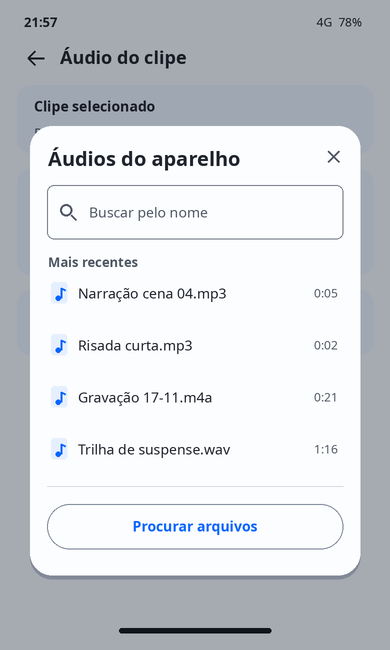 21:57
4G 78%
Áudio do clipe
Clipe selecionado
Áudios do aparelho
Buscar pelo nome
Mais recentes
Narração cena 04.mp3 0:05
Risada curta.mp3 0:02
Gravação 17-11.m4a 0:21
Trilha de suspense.wav 1:16
Procurar arquivos